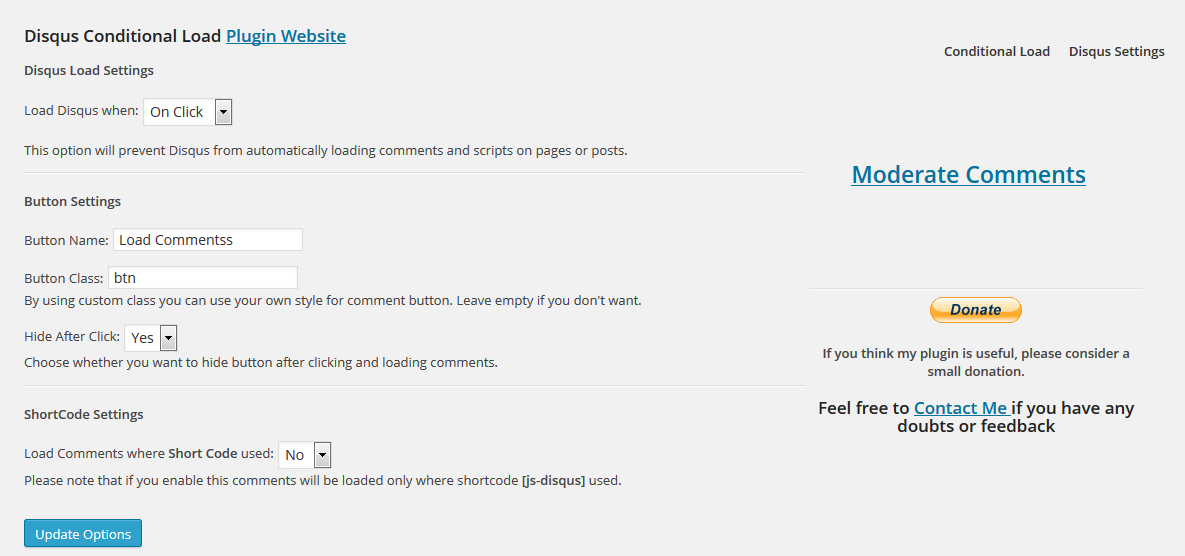 Disqus Conditional Load Plugin Website
Conditional Load Disqus Settings
Disqus Load Settings
Load Disqus when: On Click
This option will prevent Disqus from automatically loading comments and scripts on pages or posts.
Moderate Comments
Button Settings
Button Name: Load Commentss
Button Class: btn
By using custom class you can use your own style for comment button. Leave empty if you don't want.
Hide After Click: Yes
Choose whether you want to hide button after clicking and loading comments.
Donate
If you think my plugin is useful, please consider a
small donation.
Feel free to Contact Me if you have any
doubts or feedback
ShortCode Settings
Load Comments where Short Code used: No
Please note that if you enable this comments will be loaded only where shortcode [js-disqus] used.
Update Options